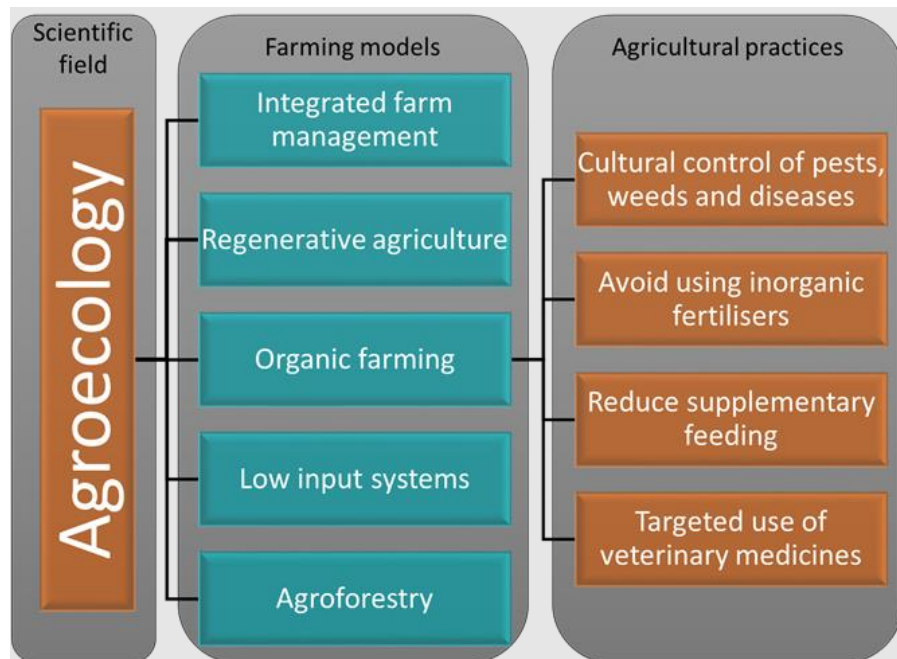 Scientific
field
Agroecology
Farming models
Integrated farm
management
Regenerative agriculture
Organic farming
Low input systems
Agroforestry
Agricultural practices
Cultural control of pests,
weeds and diseases
Avoid using inorganic
fertilisers
Reduce supplementary
feeding
Targeted use of
veterinary medicines